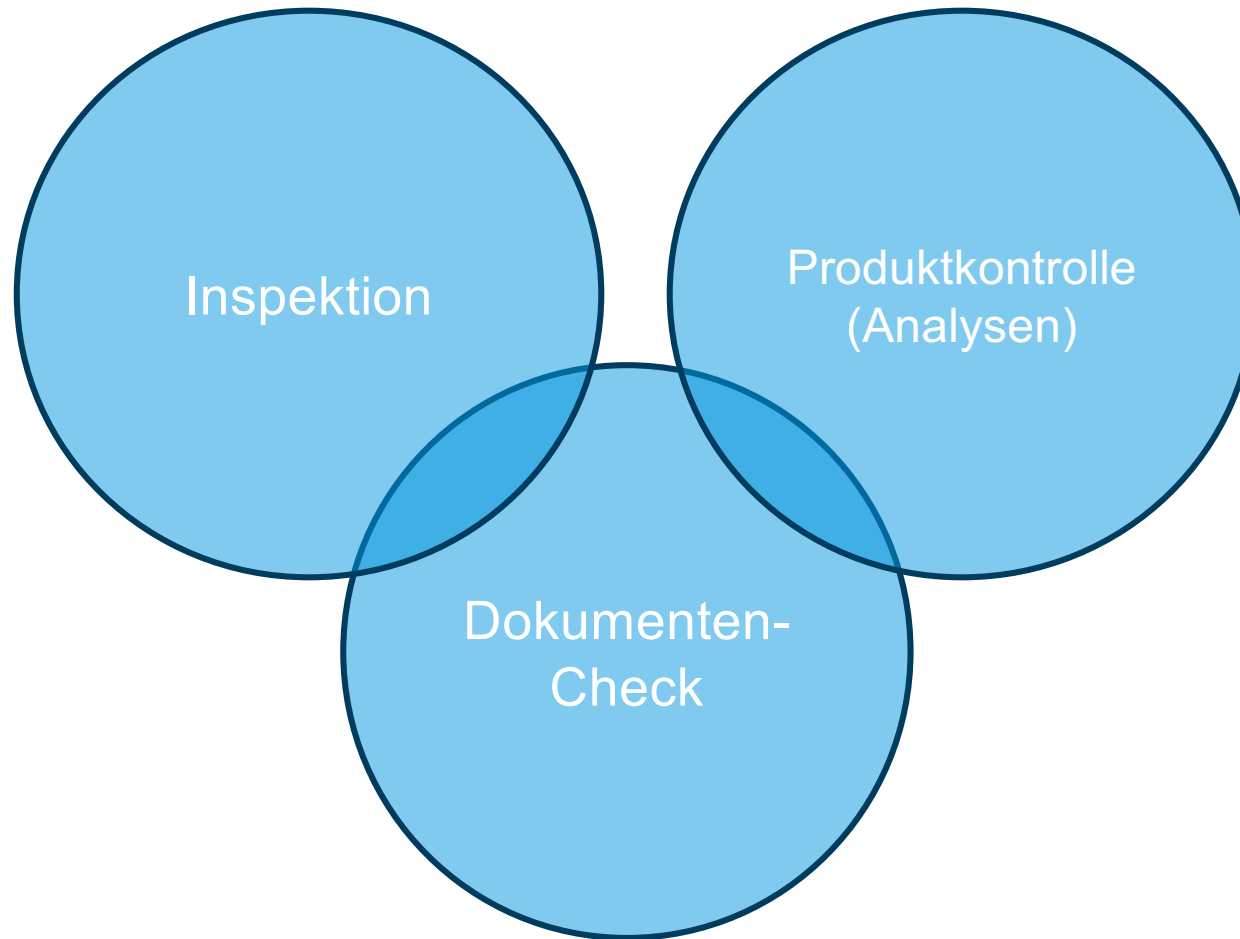 Inspektion
Produktkontrolle
(Analysen)
Dokumenten-
Check